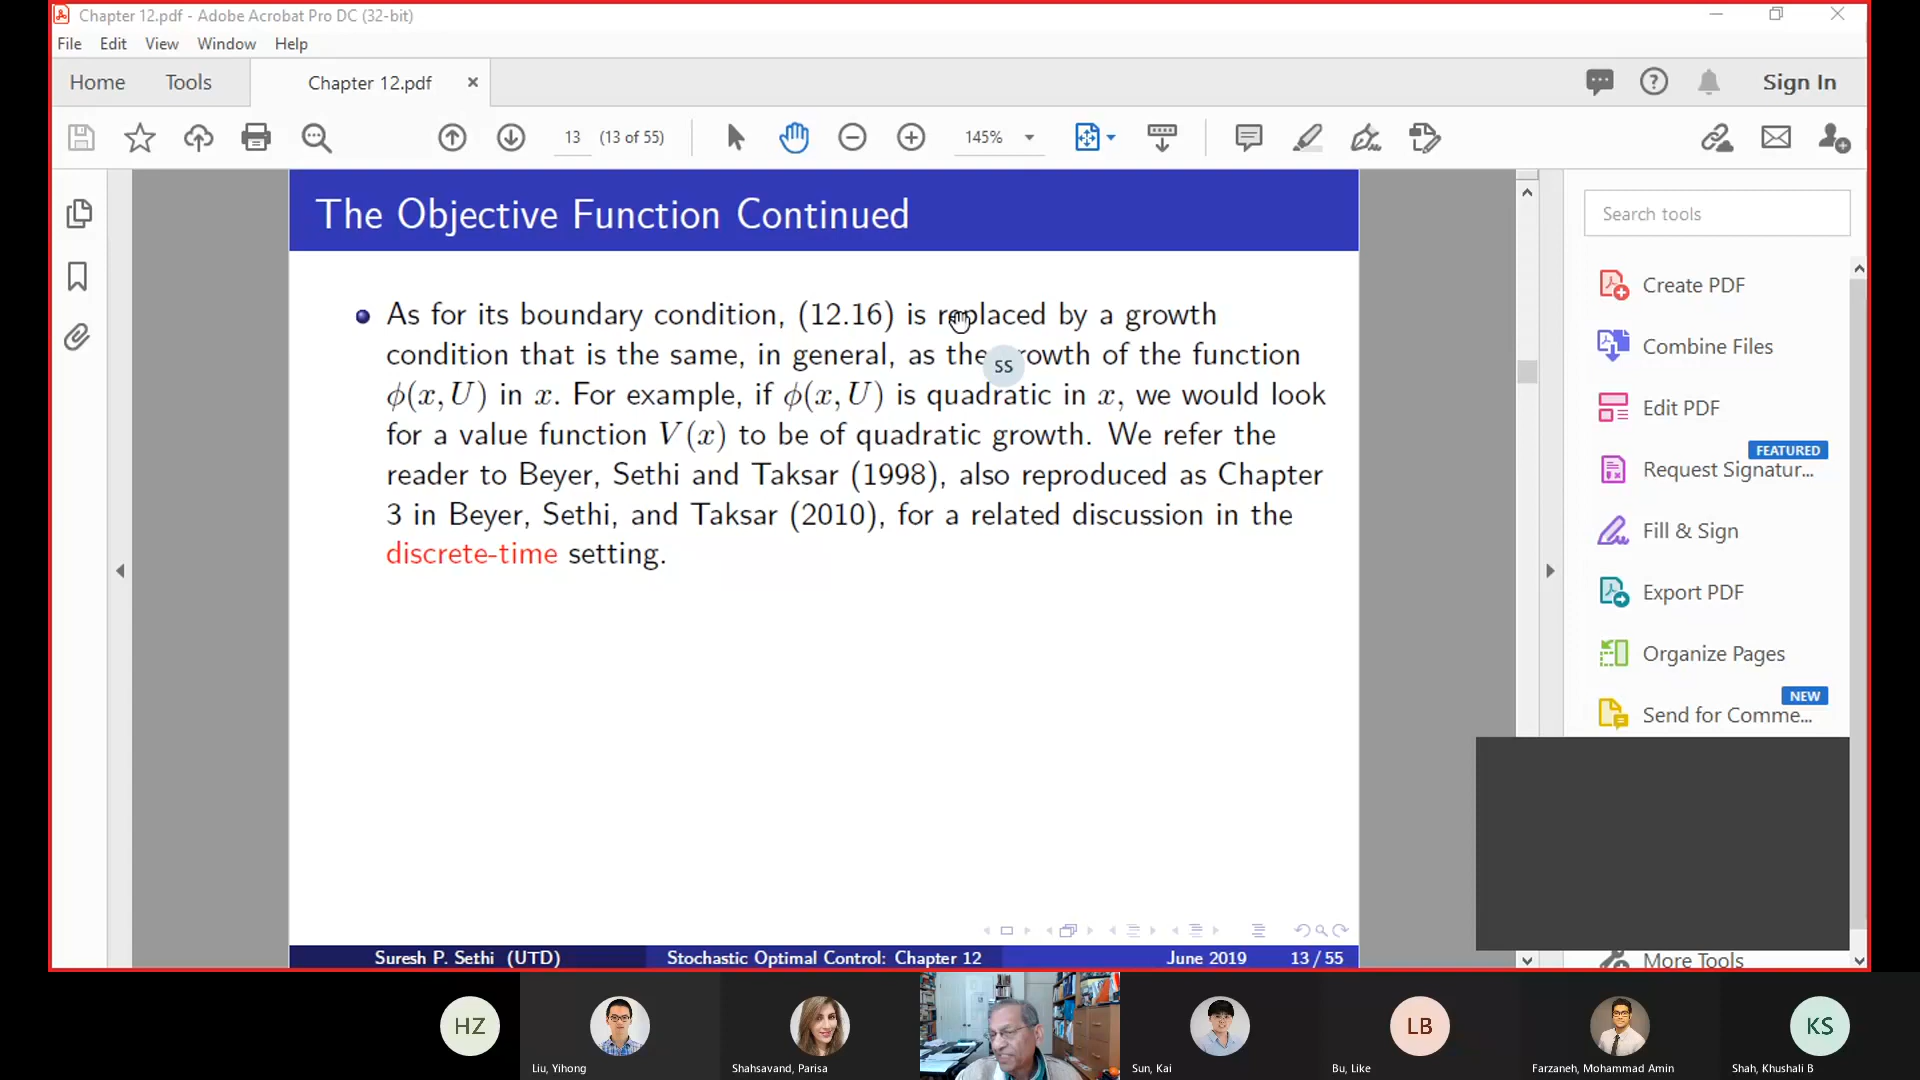 Chapter 12.pdf - Adobe Acrobat Pro DC (32-bit)
File Edit View Window Help
Home Tools Chapter 12.pdf × Sign In
13 (13 of 55) 145%
The Objective Function Continued
As for its boundary condition, (12.16) is replaced by a growth
condition that is the same, in general, as the growth of the function
ϕ(x, U) in x. For example, if ϕ(x, U) is quadratic in x, we would look
for a value function V(x) to be of quadratic growth. We refer the
reader to Beyer, Sethi and Taksar (1998), also reproduced as Chapter
3 in Beyer, Sethi, and Taksar (2010), for a related discussion in the
discrete-time setting.
SS
Suresh P. Sethi (UTD) Stochastic Optimal Control: Chapter 12 June 2019 13 / 55
Search tools
Create PDF
Combine Files
Edit PDF
FEATURED
Request Signatur...
Fill & Sign
Export PDF
Organize Pages
NEW
Send for Comme...
More Tools
HZ LB KS
Liu, Yihong Shahsavand, Parisa Sun, Kai Bu, Like Farzaneh, Mohammad Amin Shah, Khushali B